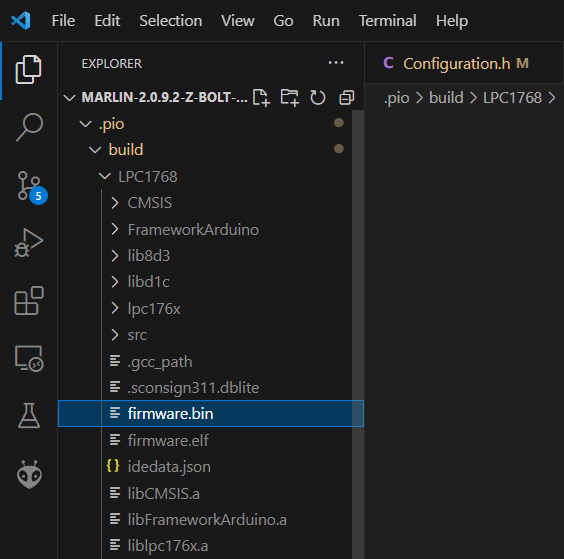 File Edit Selection View Go Run Terminal Help
EXPLORER
Configuration.h M
MARLIN-2.0.9.2-Z-BOLT-...
.pio > build > LPC1768 >
.pio
build
LPC1768
CMSIS
FrameworkArduino
lib8d3
libd1c
lpc176x
src
.gcc_path
.sconsign311.dblite
firmware.bin
firmware.elf
{} idedata.json
libCMSIS.a
libFrameworkArduino.a
liblpc176x.a
5